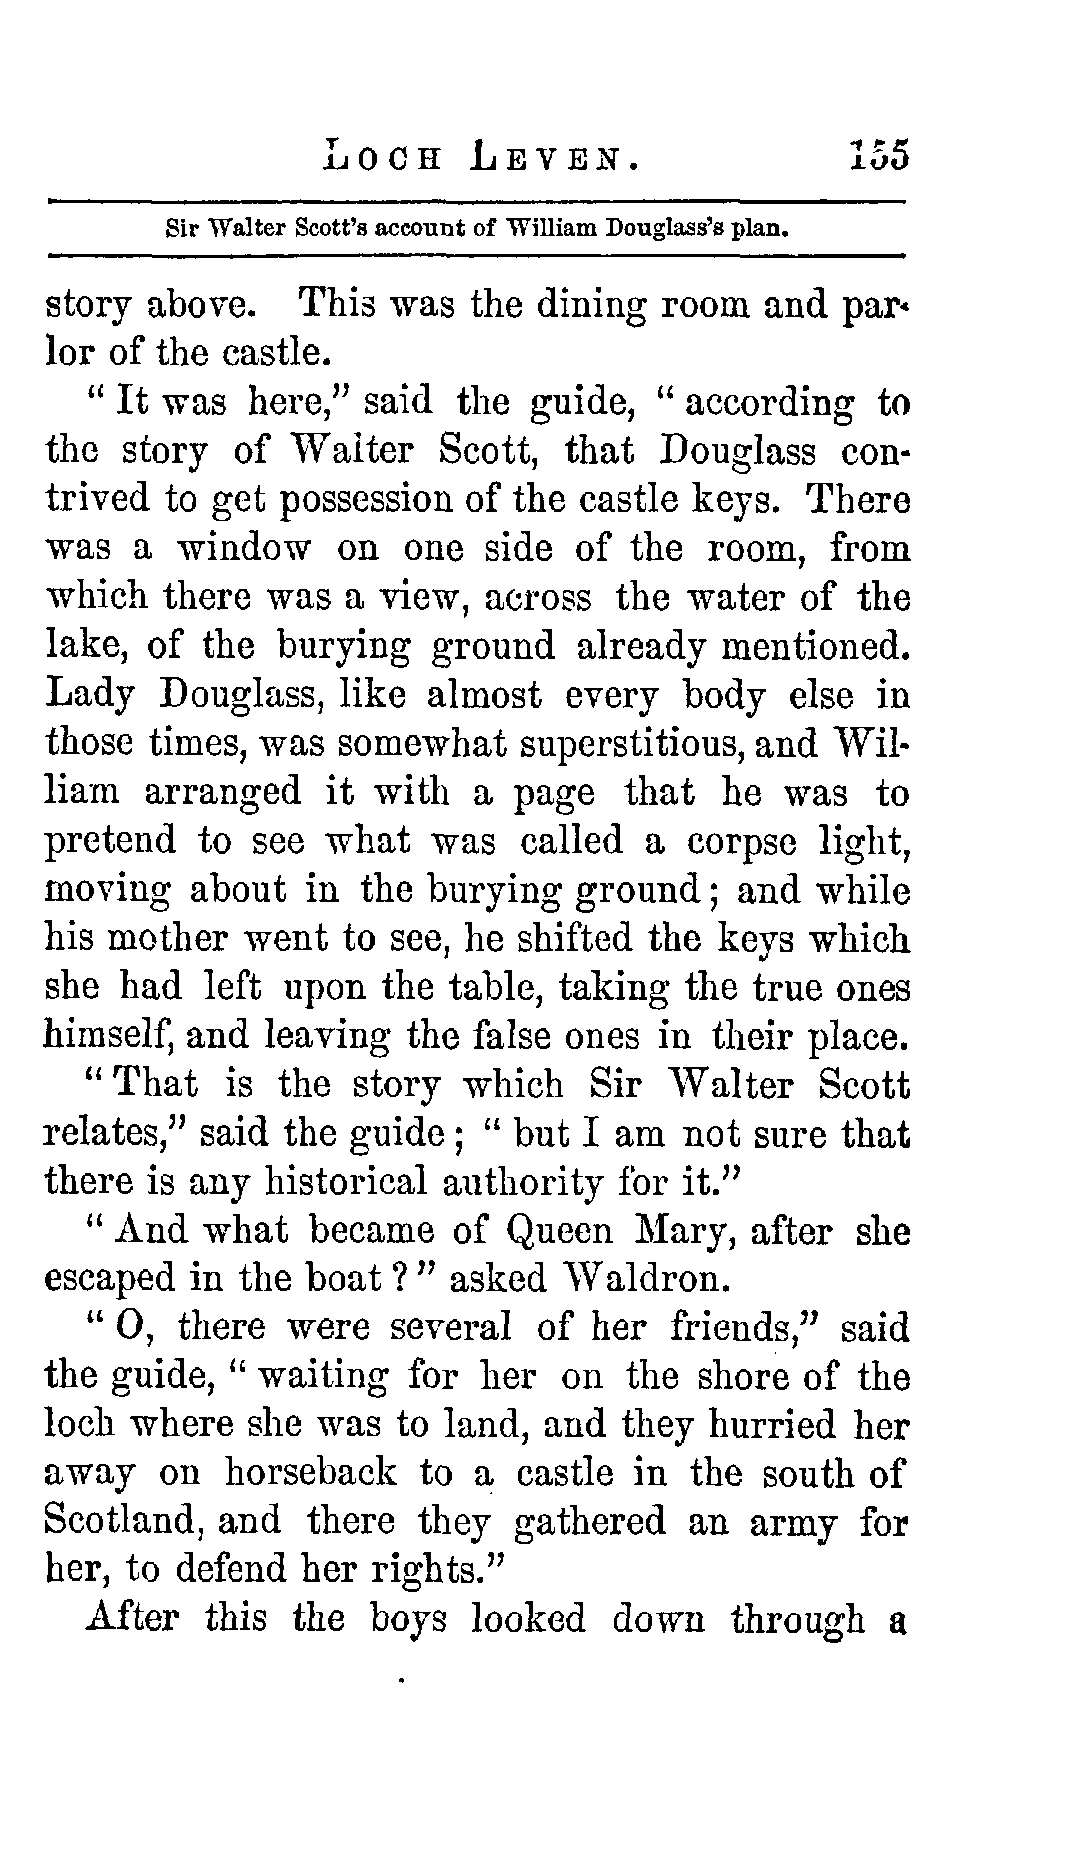 LOCH LEVEN. 155
Sir Walter Scott's account of William Douglass's plan.
story above. This was the dining room and par-
lor of the castle.
“ It was here,” said the guide, “ according to
the story of Walter Scott, that Douglass con-
trived to get possession of the castle keys. There
was a window on one side of the room, from
which there was a view, across the water of the
lake, of the burying ground already mentioned.
Lady Douglass, like almost every body else in
those times, was somewhat superstitious, and Wil-
liam arranged it with a page that he was to
pretend to see what was called a corpse light,
moving about in the burying ground ; and while
his mother went to see, he shifted the keys which
she had left upon the table, taking the true ones
himself, and leaving the false ones in their place.
“ That is the story which Sir Walter Scott
relates,” said the guide ; “ but I am not sure that
there is any historical authority for it.”
“ And what became of Queen Mary, after she
escaped in the boat ? ” asked Waldron.
“ O, there were several of her friends,” said
the guide, “ waiting for her on the shore of the
loch where she was to land, and they hurried her
away on horseback to a castle in the south of
Scotland, and there they gathered an army for
her, to defend her rights.”
After this the boys looked down through a